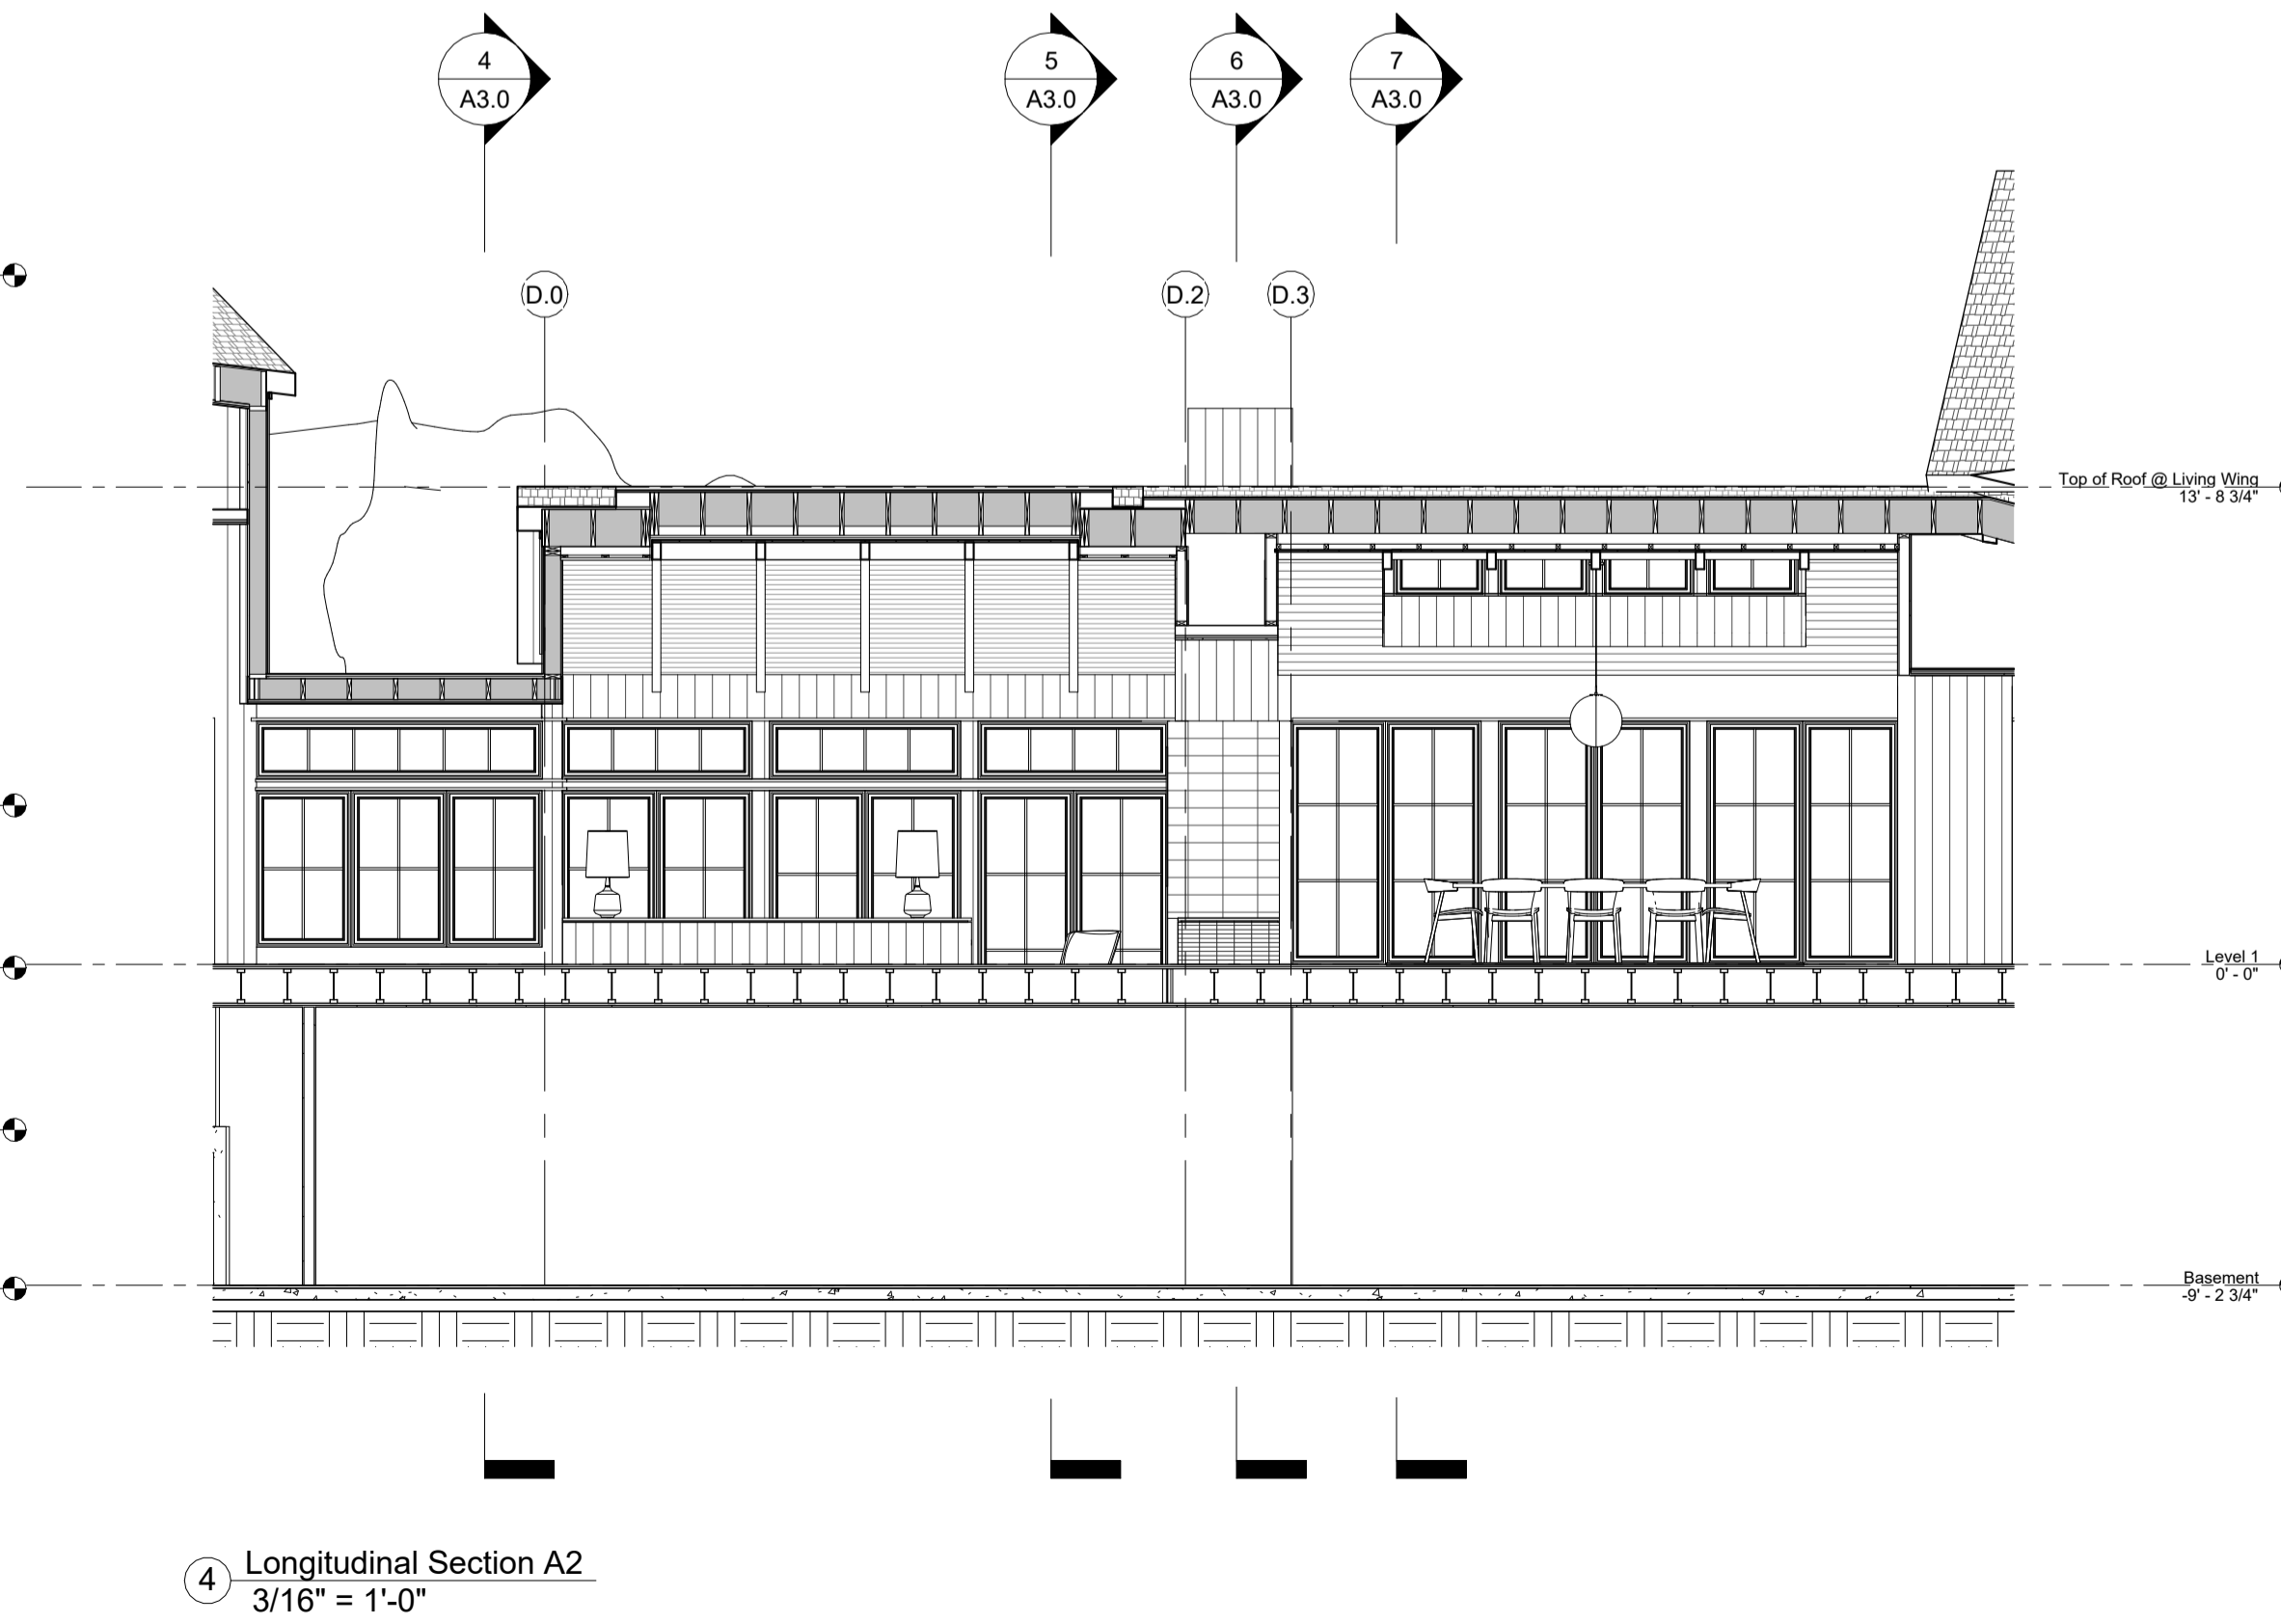 4
A3.0
5
A3.0
6
A3.0
7
A3.0
D.0
D.2
D.3
Top of Roof @ Living Wing
13' - 8 3/4"
Level 1
0' - 0"
Basement
-9' - 2 3/4"
4
Longitudinal Section A2
3/16" = 1'-0"